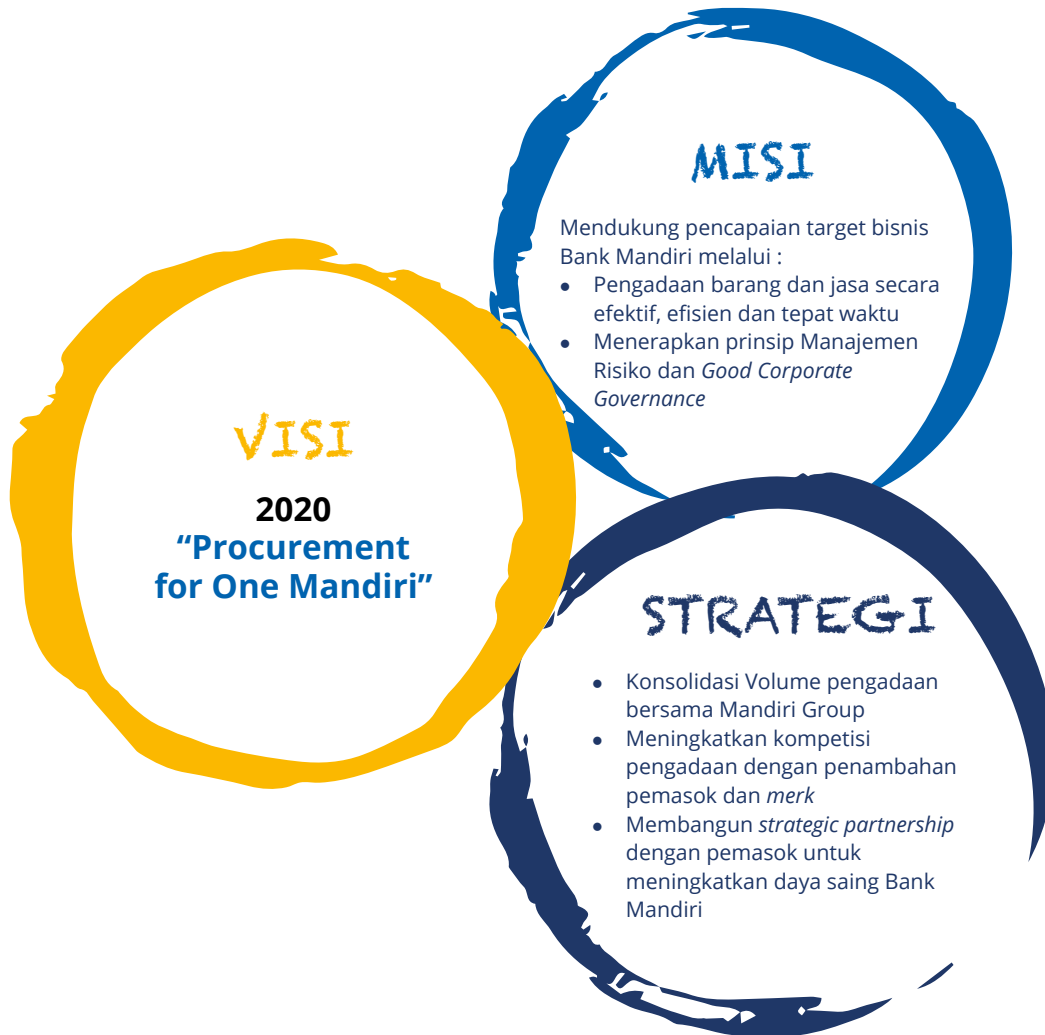 VISI
2020
“Procurement
for One Mandiri”
MISI
Mendukung pencapaian target bisnis
Bank Mandiri melalui :
• Pengadaan barang dan jasa secara
efektif, efisien dan tepat waktu
• Menerapkan prinsip Manajemen
Risiko dan Good Corporate
Governance
STRATEGI
• Konsolidasi Volume pengadaan
bersama Mandiri Group
• Meningkatkan kompetisi
pengadaan dengan penambahan
pemasok dan merk
• Membangun strategic partnership
dengan pemasok untuk
meningkatkan daya saing Bank
Mandiri